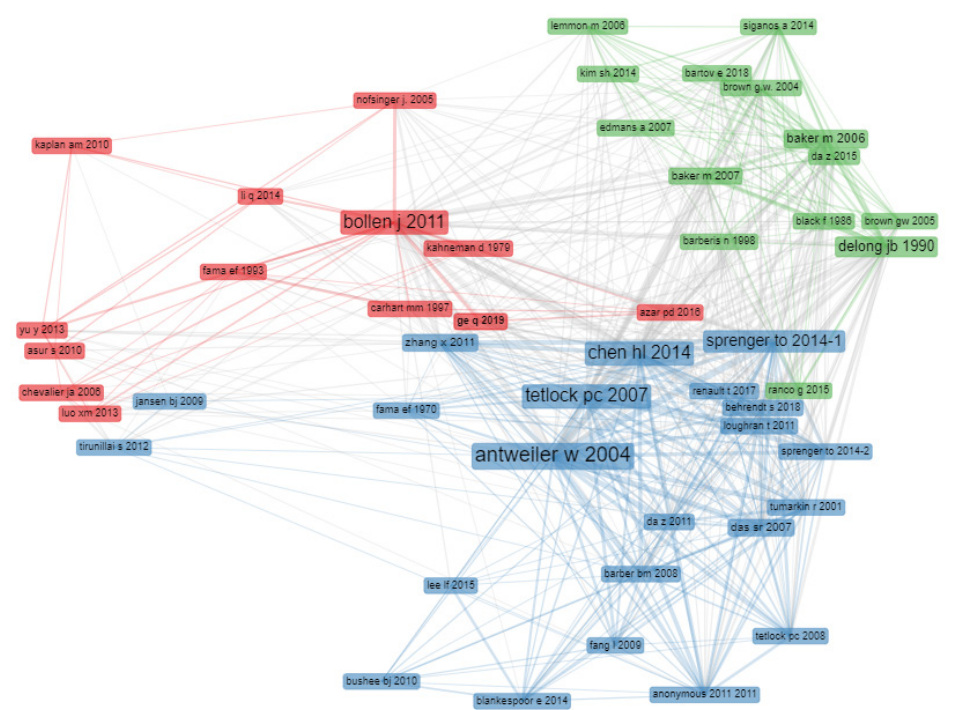 lemmon m 2006
siganos a 2014
kim sh 2014
bartov e 2018
brown g.w. 2004
nofsinger j. 2005
edmans a 2007
baker m 2006
kaplan am 2010
da z 2015
baker m 2007
li q 2014
bollen j 2011
black f 1986
brown gw 2005
kahneman d 1979
barberis n 1998
delong jb 1990
fama ef 1993
carhart mm 1997
azar pd 2016
ge q 2019
yu y 2013
zhang x 2011
sprenger to 2014-1
asur s 2010
chen hl 2014
chevalier ja 2006
jansen bj 2009
tetlock pc 2007
renault t 2017
ranco g 2015
luo xm 2013
fama ef 1970
behrendt s 2018
loughran t 2011
tirunillai s 2012
antweiler w 2004
sprenger to 2014-2
tumarkin r 2001
da z 2011
das sr 2007
barber bm 2008
lee lf 2015
tetlock pc 2008
fang l 2009
bushee bj 2010
blankespoor e 2014
anonymous 2011 2011